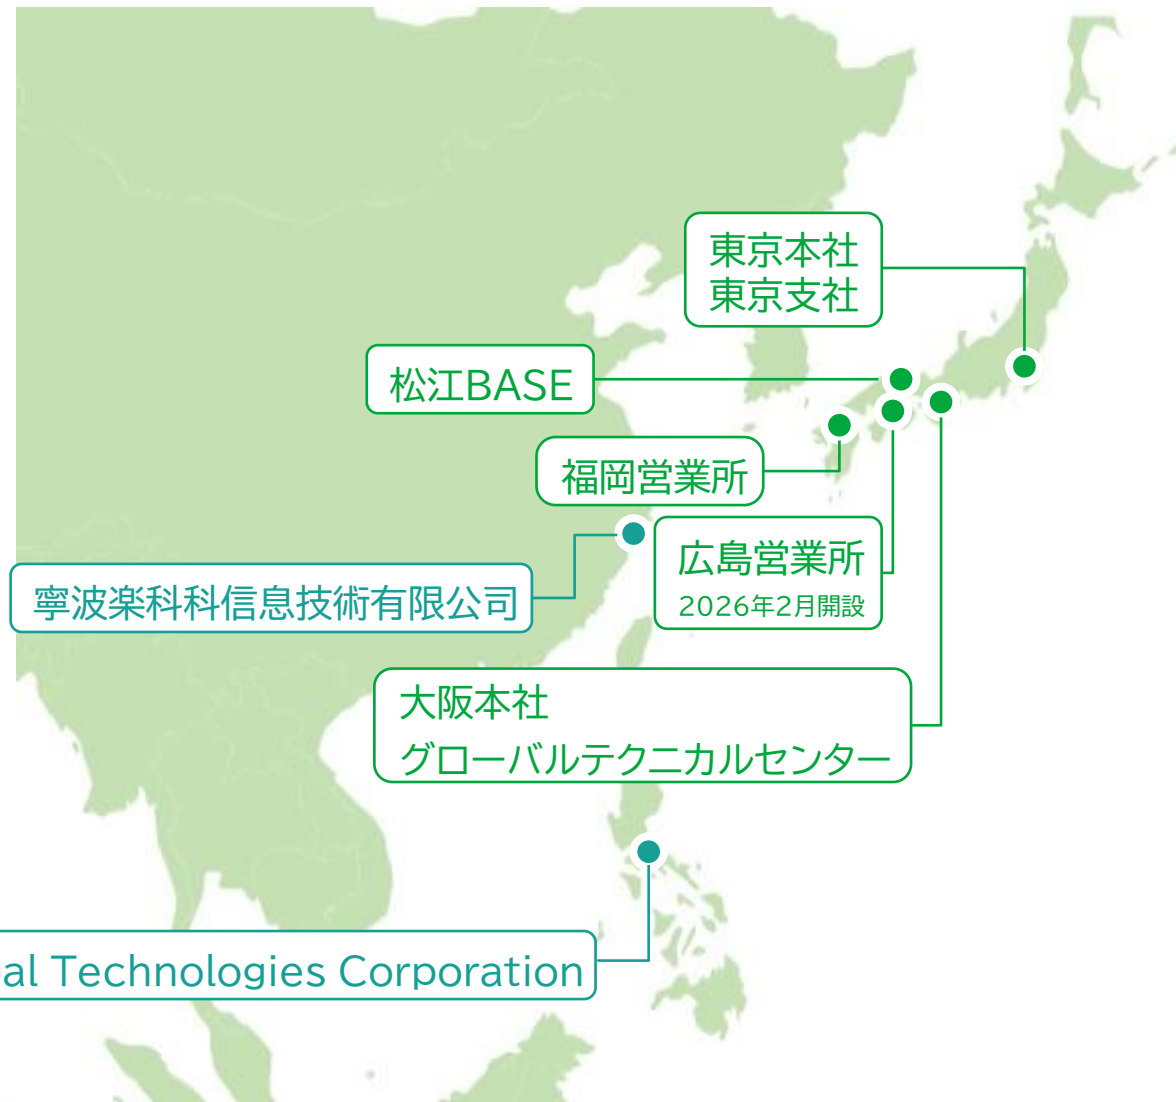 東京本社
東京支社
松江BASE
福岡営業所
広島営業所
2026年2月開設
寧波楽科科信息技術有限公司
大阪本社
グローバルテクニカルセンター
al Technologies Corporation